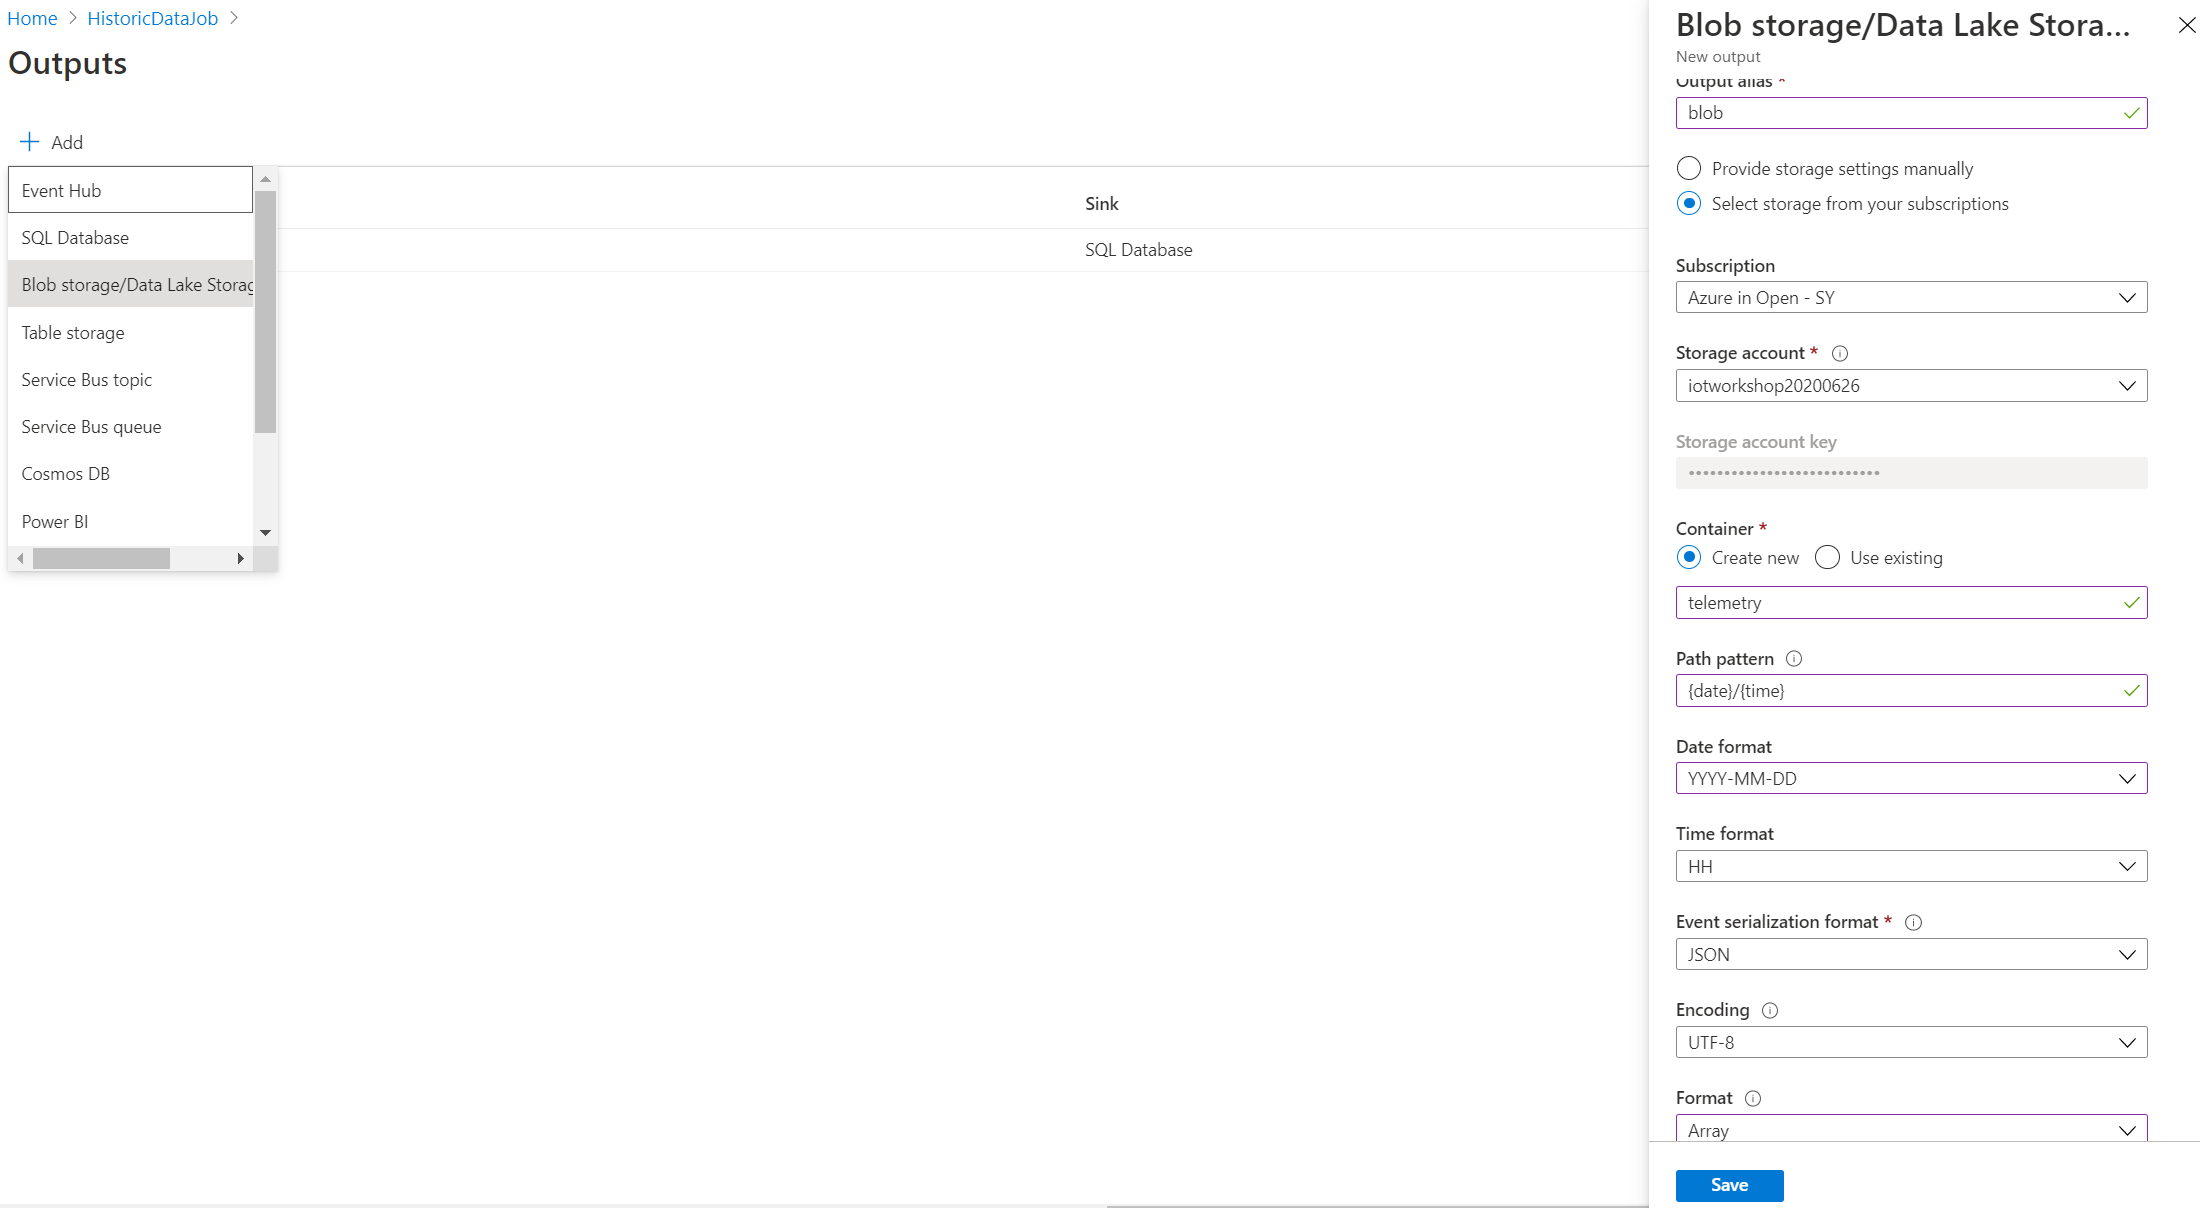 Home > HistoricDataJob >
Outputs
Add
Event Hub
SQL Database
Blob storage/Data Lake Storag
Table storage
Service Bus topic
Service Bus queue
Cosmos DB
Power BI
Sink
SQL Database
Blob storage/Data Lake Stora...
New output
Output alias *
blob
Provide storage settings manually
Select storage from your subscriptions
Subscription
Azure in Open - SY
Storage account *
iotworkshop20200626
Storage account key
•••••••••••••••••••••••••••
Container *
Create new Use existing
telemetry
Path pattern
{date}/{time}
Date format
YYYY-MM-DD
Time format
HH
Event serialization format *
JSON
Encoding
UTF-8
Format
Array
Save